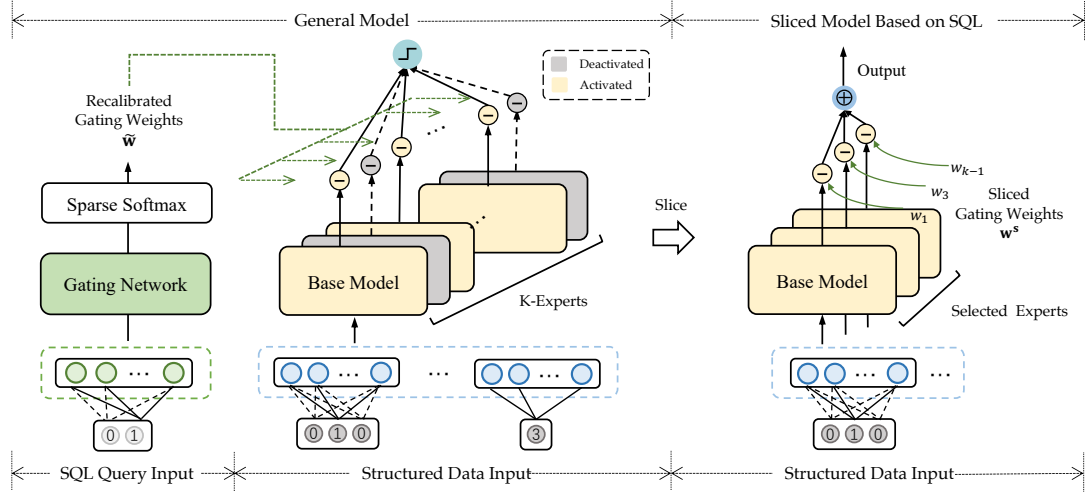 General Model
Sliced Model Based on SQL
Deactivated
Activated
Output
Recalibrated
Gating Weights
w̃
Sparse Softmax
Gating Network
Base Model
K-Experts
Slice
w_{k−1}
w_3
w_1
Sliced
Gating Weights
w^s
Base Model
Selected Experts
...
0 1
0 1 0
3
0 1 0
SQL Query Input
Structured Data Input
Structured Data Input